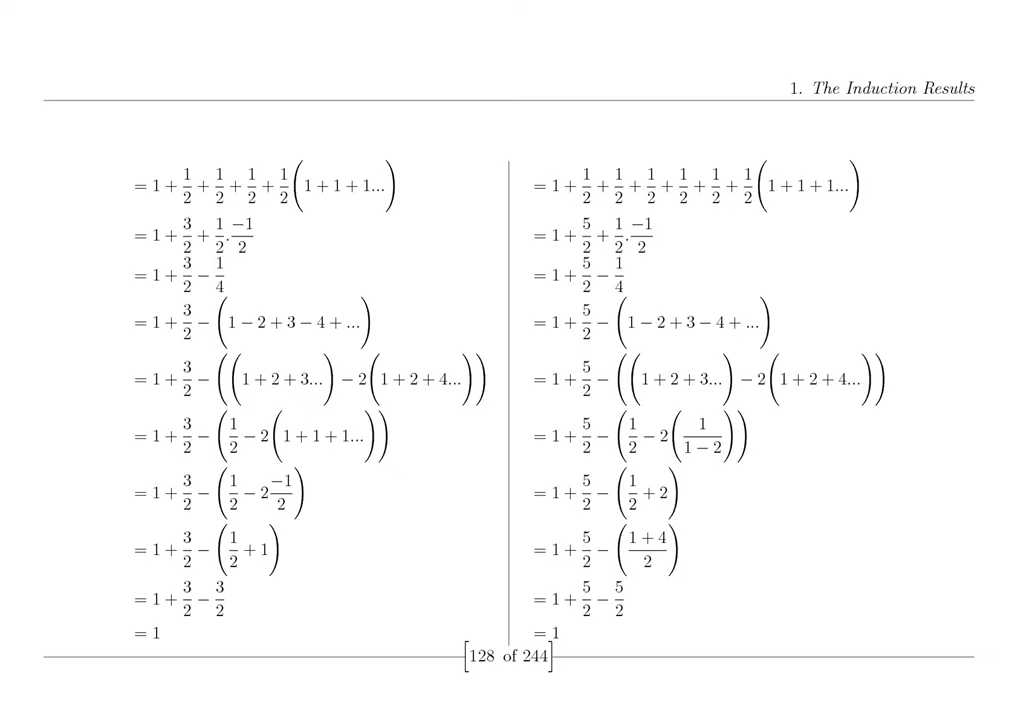 1. The Induction Results
= 1 + 1/2 + 1/2 + 1/2 + 1/2(1 + 1 + 1...)
= 1 + 3/2 + 1/2 . −1/2
= 1 + 3/2 − 1/4
= 1 + 3/2 − (1 − 2 + 3 − 4 + ...)
= 1 + 3/2 − ((1 + 2 + 3...) − 2(1 + 2 + 4...))
= 1 + 3/2 − (1/2 − 2(1 + 1 + 1...))
= 1 + 3/2 − (1/2 − 2 −1/2)
= 1 + 3/2 − (1/2 + 1)
= 1 + 3/2 − 3/2
= 1
= 1 + 1/2 + 1/2 + 1/2 + 1/2 + 1/2 + 1/2(1 + 1 + 1...)
= 1 + 5/2 + 1/2 . −1/2
= 1 + 5/2 − 1/4
= 1 + 5/2 − (1 − 2 + 3 − 4 + ...)
= 1 + 5/2 − ((1 + 2 + 3...) − 2(1 + 2 + 4...))
= 1 + 5/2 − (1/2 − 2(1/(1 − 2)))
= 1 + 5/2 − (1/2 + 2)
= 1 + 5/2 − ((1 + 4)/2)
= 1 + 5/2 − 5/2
= 1
[128 of 244]